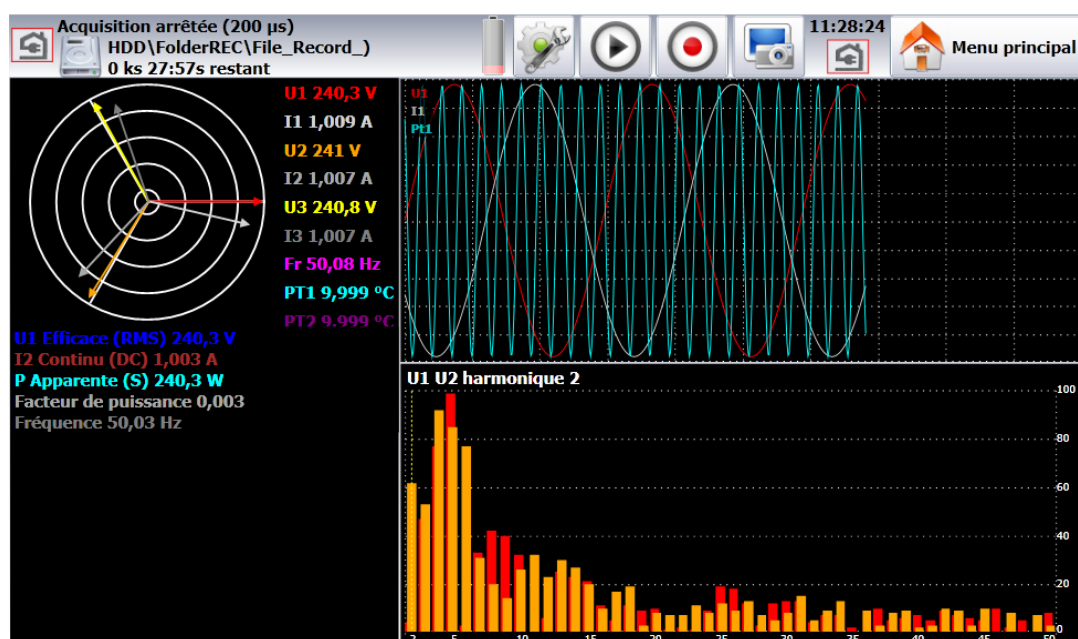 Acquisition arrêtée (200 µs)
HDD\FolderREC\File_Record_)
0 ks 27:57s restant
11:28:24
Menu principal
U1 240,3 V
I1 1,009 A
U2 241 V
I2 1,007 A
U3 240,8 V
I3 1,007 A
Fr 50,08 Hz
PT1 9,999 °C
PT2 9,999 °C
U1 Efficace (RMS) 240,3 V
I2 Continu (DC) 1,003 A
P Apparente (S) 240,3 W
Facteur de puissance 0,003
Fréquence 50,03 Hz
U1
I1
Pt1
U1 U2 harmonique 2
100
80
60
40
20
0
2 5 10 15 20 25 30 35 40 45 50